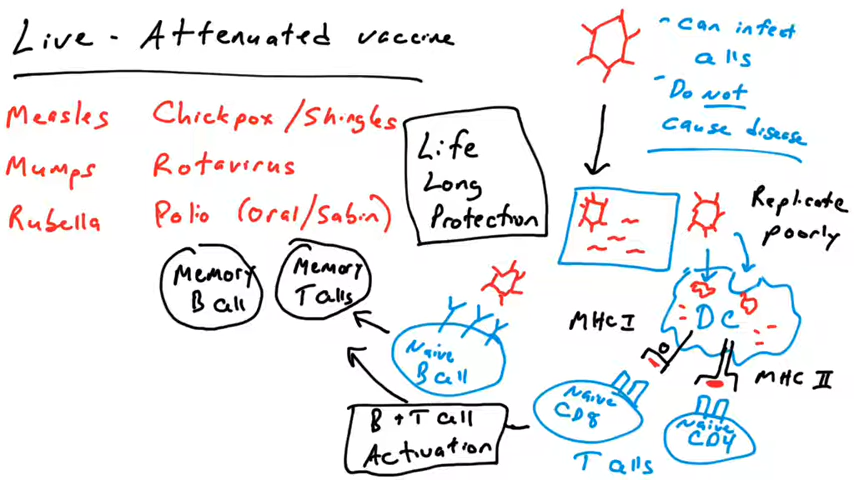 Live - Attenuated vaccine
Measles Chickpox/Shingles
Mumps Rotavirus
Rubella Polio (Oral/Sabin)
Life
Long
Protection
- Can infect
cells
- Do not
cause disease
Replicate
poorly
DC
MHC I
MHC II
Naive
CD8
Naive
CD4
T cells
Naive
B cell
B + T cell
Activation
Memory
B cell
Memory
T cells